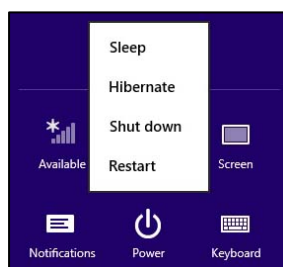 Sleep
Hibernate
Shut down
Restart
Available
Screen
Notifications
Power
Keyboard